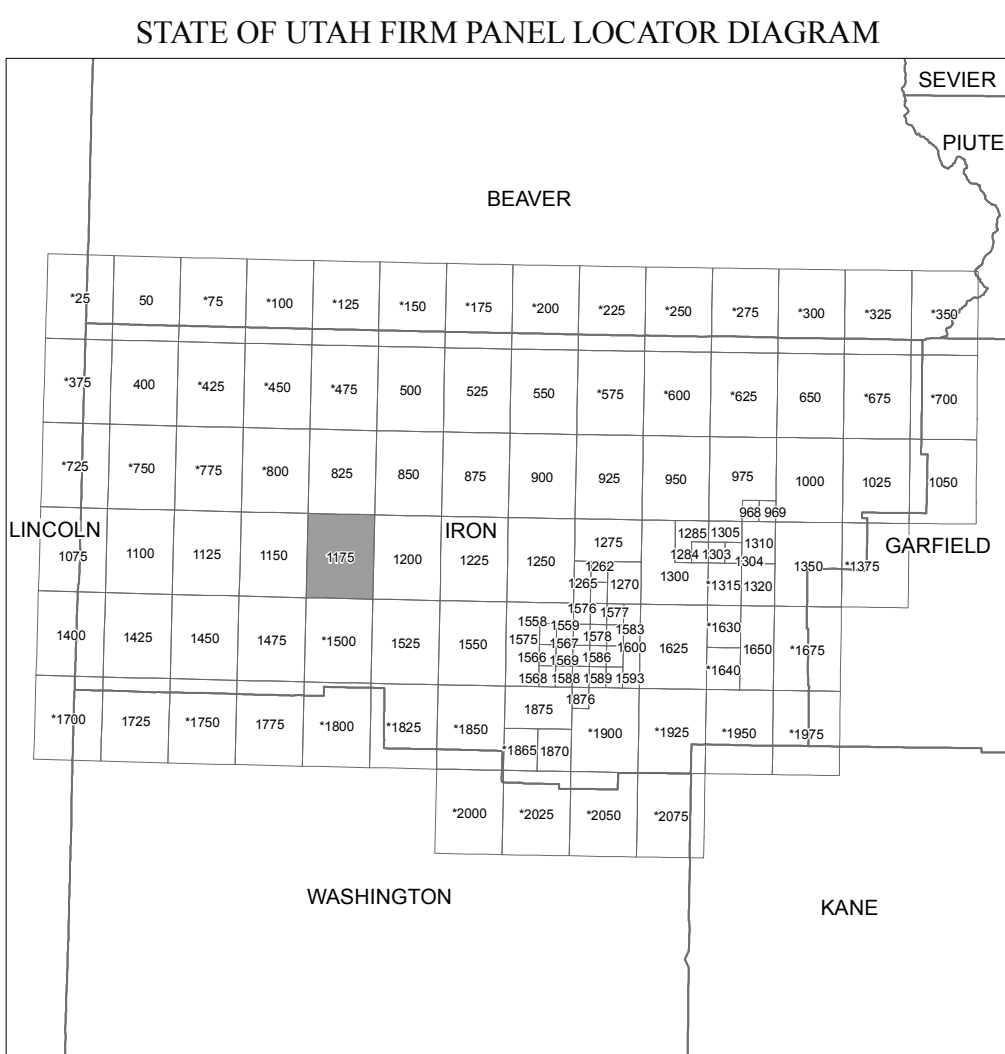 STATE OF UTAH FIRM PANEL LOCATOR DIAGRAM
SEVIER
PIUTE
BEAVER
*25 50 *75 *100 *125 *150 *175 *200 *225 *250 *275 *300 *325 *350
*375 400 *425 *450 *475 500 525 550 *575 *600 *625 650 *675 *700
*725 *750 *775 *800 825 850 875 900 925 950 975 1000 1025 1050
968 969
LINCOLN IRON GARFIELD
1285 1305
1275 1310
1075 1100 1125 1150 1175 1200 1225 1250 1284 1303 1304 1350 *1375
1262 1300
1265 1270 *1315 1320
1576 1577
1558 1559 1583 *1630
1400 1425 1450 1475 *1500 1525 1550 1575 1567 1578 1600 1625 1650 *1675
1566 1569 1586 *1640
1568 1588 1589 1593
1876
1875
*1700 1725 *1750 1775 *1800 *1825 *1850 *1900 *1925 *1950 *1975
*1865 1870
*2000 *2025 *2050 *2075
WASHINGTON
KANE